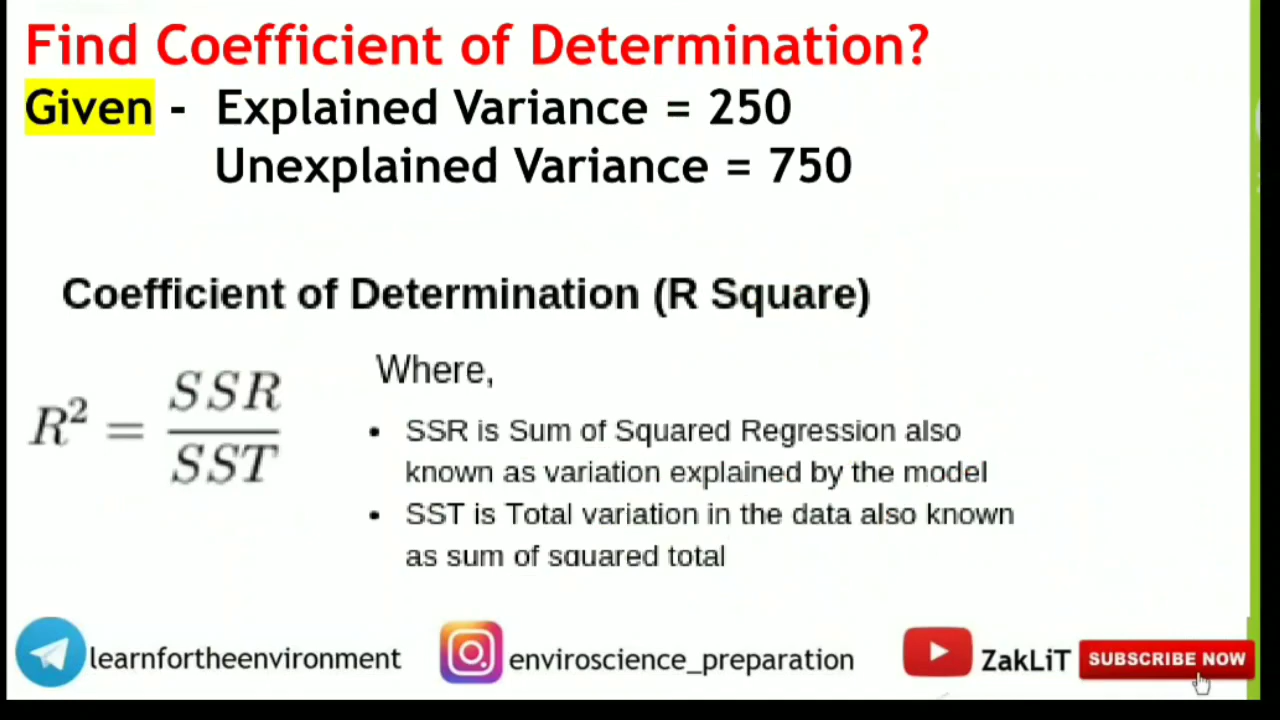 Find Coefficient of Determination?
Given - Explained Variance = 250
Unexplained Variance = 750
Coefficient of Determination (R Square)
R² = SSR / SST
Where,
• SSR is Sum of Squared Regression also
known as variation explained by the model
• SST is Total variation in the data also known
as sum of squared total
learnfortheenvironment
enviroscience_preparation
ZakLiT
SUBSCRIBE NOW